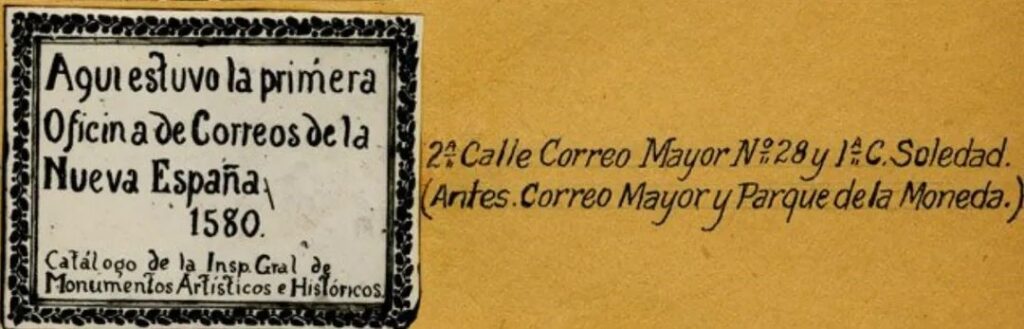 Aqui estuvo la primera
Oficina de Correos de la
Nueva España,
1580.
Catálogo de la Insp. Gral de
Monumentos Artísticos e Históricos.
2ª Calle Correo Mayor Nº 28 y 1ª C. Soledad.
(Antes. Correo Mayor y Parque de la Moneda.)